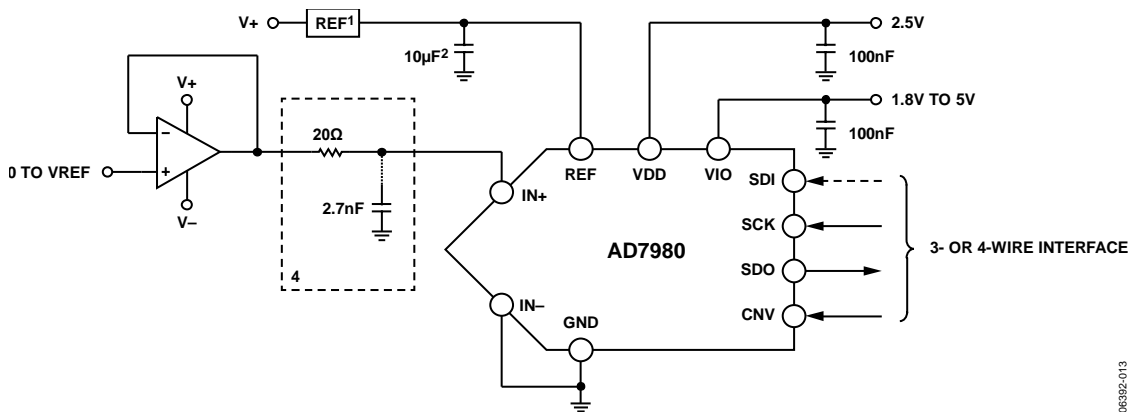 V+
REF1
10µF2
2.5V
100nF
1.8V TO 5V
100nF
V+
–
+
V–
0 TO VREF
20Ω
2.7nF
4
REF
VDD
VIO
IN+
IN–
GND
AD7980
SDI
SCK
SDO
CNV
3- OR 4-WIRE INTERFACE
06392-013